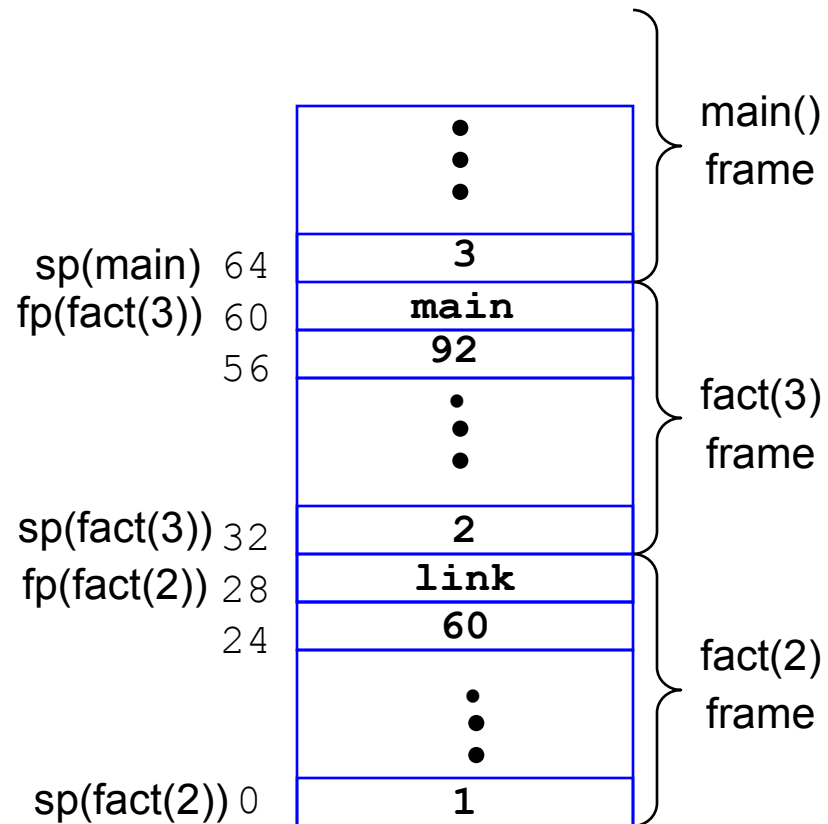 main()
frame
sp(main) 64 3
fp(fact(3)) 60 main
56 92
fact(3)
frame
sp(fact(3)) 32 2
fp(fact(2)) 28 link
24 60
fact(2)
frame
sp(fact(2)) 0 1